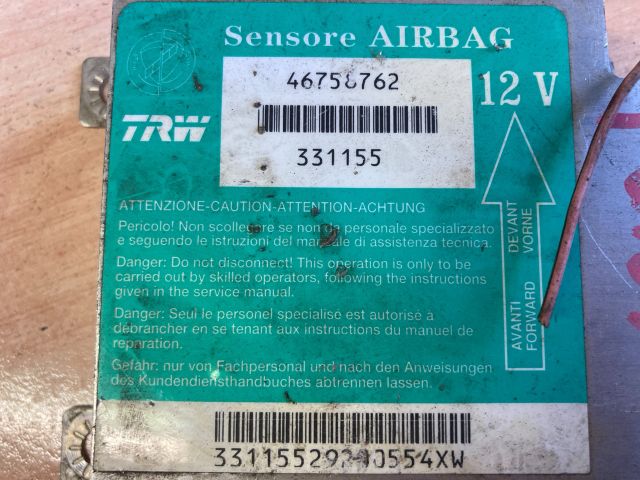 Sensore AIRBAG
46758762
12 V
TRW
331155
ATTENZIONE-CAUTION-ATTENTION-ACHTUNG
Pericolo! Non scollegare se non da personale specializzato
e seguendo le istruzioni del manuale di assistenza tecnica.
Danger: Do not disconnect! This operation is only to be
carried out by skilled operators, following the instructions
given in the service manual.
Danger: Seul le personel specialisé est autorisé à
débrancher en se tenant aux instructions du manuel de
reparation.
Gefahr: nur von Fachpersonal und nach den Anweisungen
des Kundendiensthandbuches abtrennen lassen.
AVANTI DEVANT
FORWARD VORNE